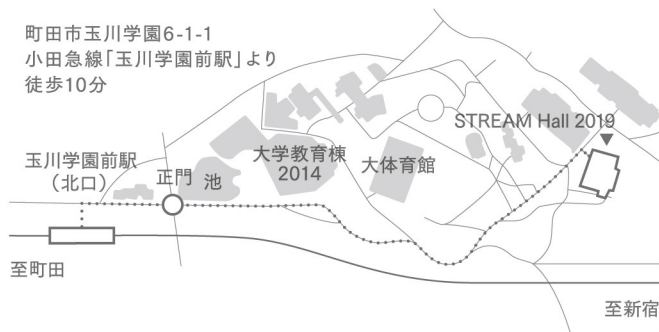 町田市玉川学園6-1-1
小田急線「玉川学園前駅」より
徒歩10分
STREAM Hall 2019
玉川学園前駅
（北口）
正門
池
大学教育棟
2014
大体育館
至町田
至新宿